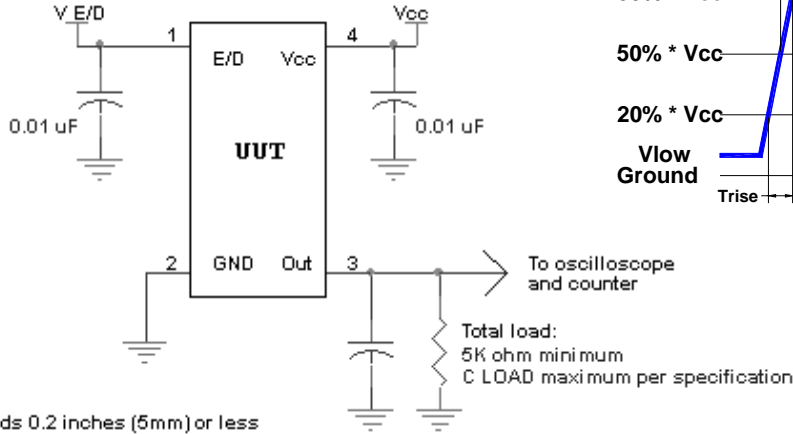 V E/D
Vcc
1
4
E/D
Vcc
0.01 uF
0.01 uF
UUT
2
GND
Out
3
To oscilloscope
and counter
Total load:
5K ohm minimum
C LOAD maximum per specification
0.2 inches (5mm) or less
50% * Vcc
20% * Vcc
Vlow
Ground
Trise